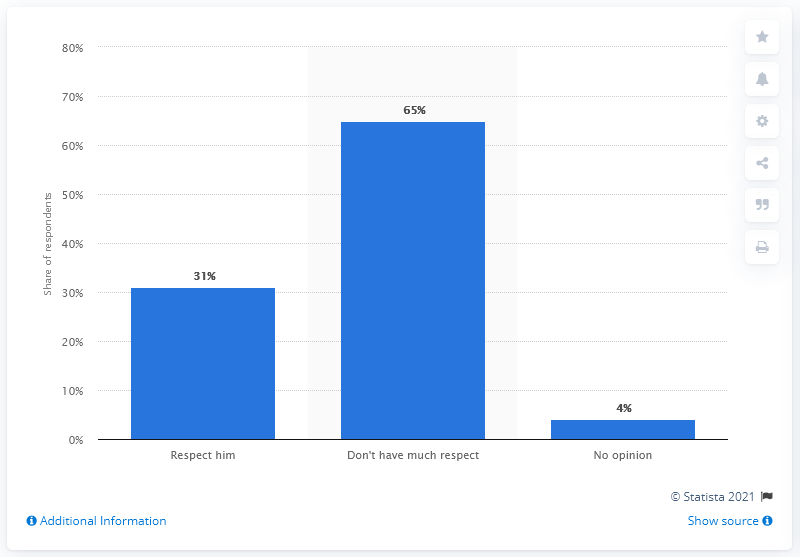 80%
70%
65%
60%
50%
40%
Share of respondents
31%
30%
20%
10%
4%
0%
Respect him
Don't have much respect
No opinion
© Statista 2021
Additional Information
Show source